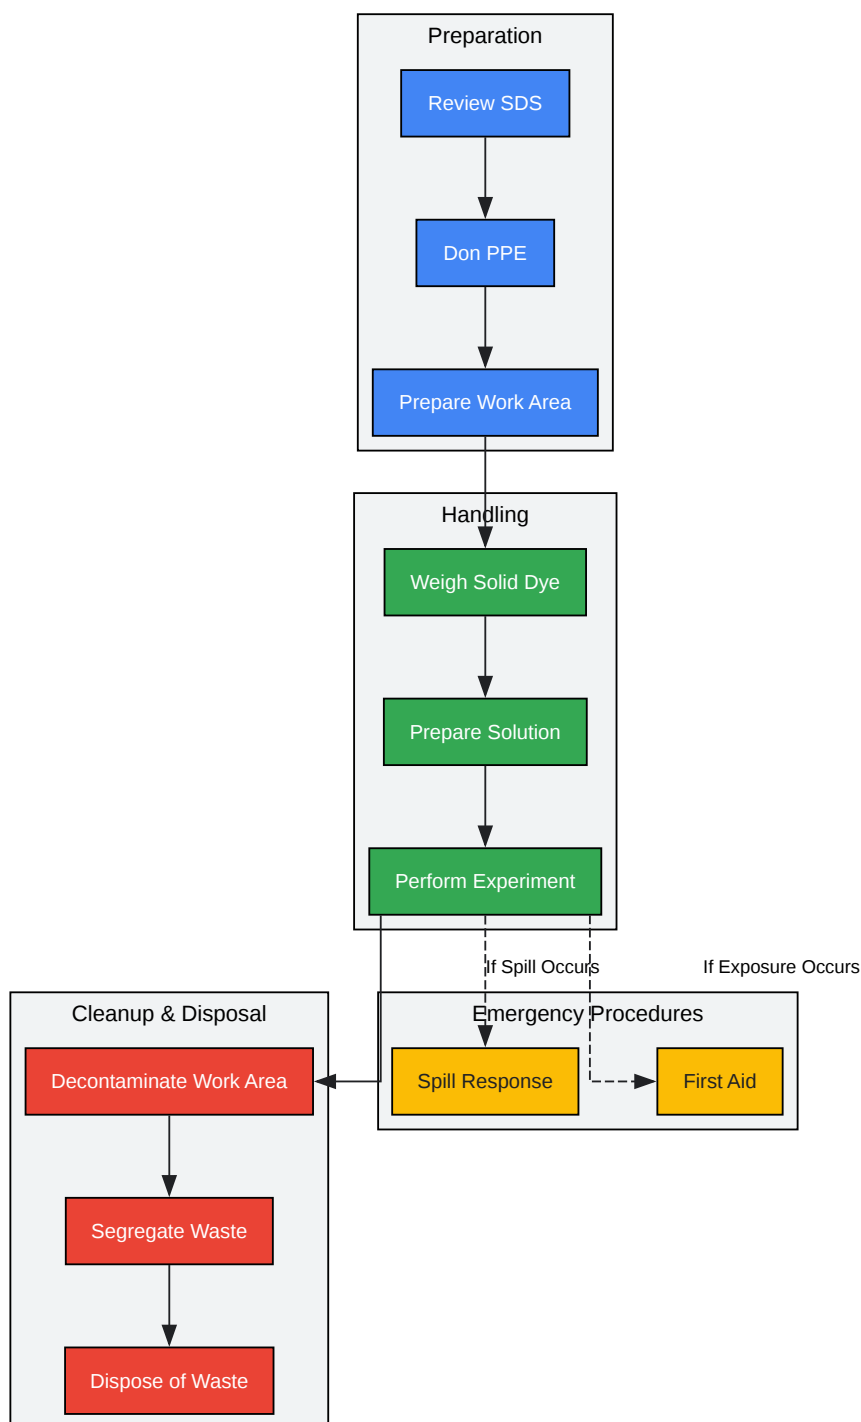 Preparation
Review SDS
Don PPE
Prepare Work Area
Handling
Weigh Solid Dye
Prepare Solution
Perform Experiment
If Spill Occurs
If Exposure Occurs
Cleanup & Disposal
Emergency Procedures
Decontaminate Work Area
Spill Response
First Aid
Segregate Waste
Dispose of Waste